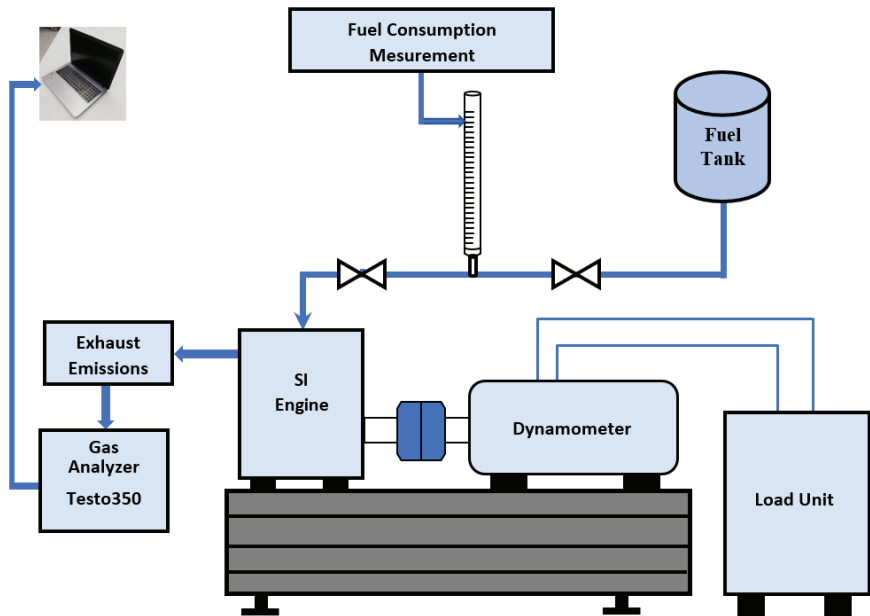 Fuel Consumption
Mesurement
Fuel
Tank
Exhaust
Emissions
SI
Engine
Dynamometer
Gas
Analyzer
Testo350
Load Unit